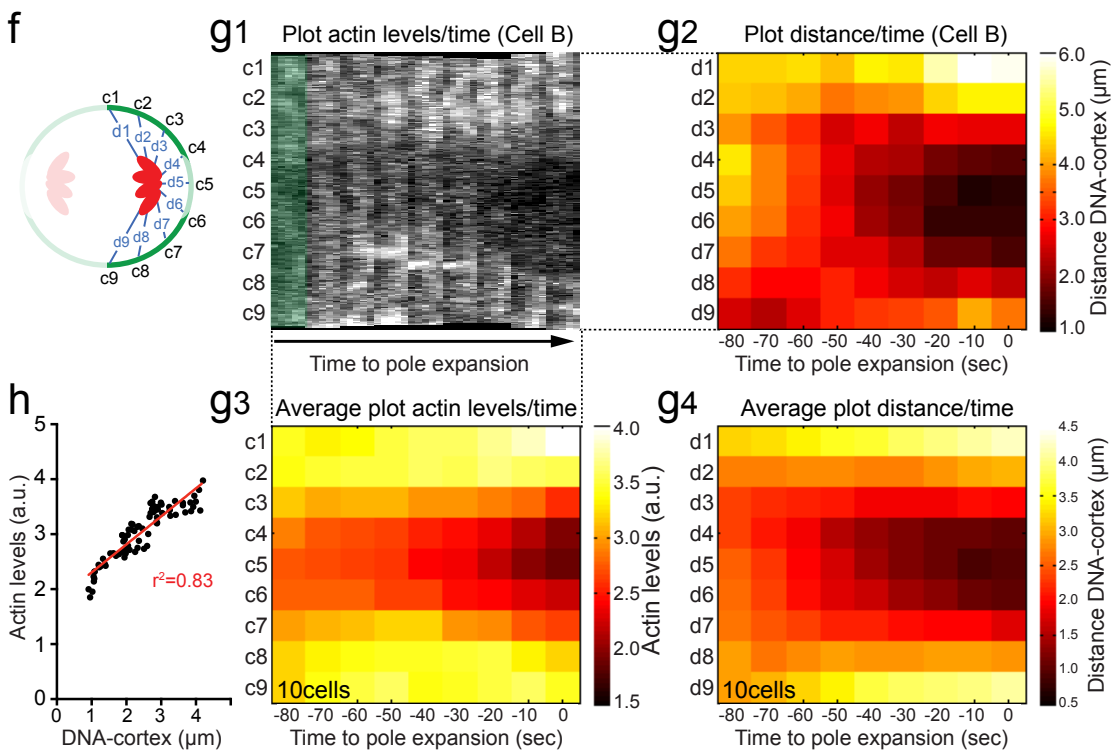 f
c1
c2
c3
c4
c5
c6
c7
c8
c9
d1
d2
d3
d4
d5
d6
d7
d8
d9
g1
Plot actin levels/time (Cell B)
c1
c2
c3
c4
c5
c6
c7
c8
c9
Time to pole expansion
g2
Plot distance/time (Cell B)
d1
d2
d3
d4
d5
d6
d7
d8
d9
-80 -70 -60 -50 -40 -30 -20 -10 0
Time to pole expansion (sec)
6.0
5.0
4.0
3.0
2.0
1.0
Distance DNA-cortex (µm)
h
5
4
3
2
1
0
Actin levels (a.u.)
r²=0.83
0 1 2 3 4 5
DNA-cortex (µm)
g3
Average plot actin levels/time
c1
c2
c3
c4
c5
c6
c7
c8
c9
10cells
-80 -70 -60 -50 -40 -30 -20 -10 0
Time to pole expansion (sec)
4.0
3.5
3.0
2.5
2.0
1.5
Actin levels (a.u.)
g4
Average plot distance/time
d1
d2
d3
d4
d5
d6
d7
d8
d9
10cells
-80 -70 -60 -50 -40 -30 -20 -10 0
Time to pole expansion (sec)
4.5
4.0
3.5
3.0
2.5
2.0
1.5
1.0
0.5
Distance DNA-cortex (µm)